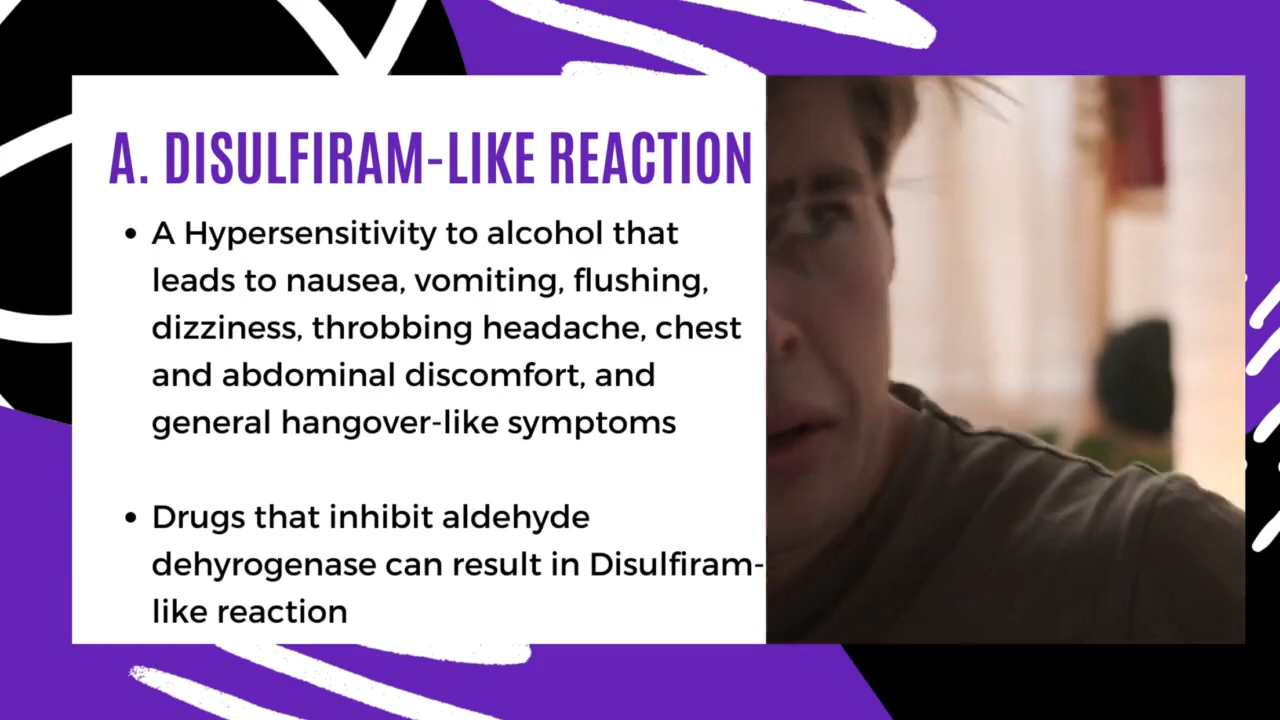 A. DISULFIRAM-LIKE REACTION
• A Hypersensitivity to alcohol that
leads to nausea, vomiting, flushing,
dizziness, throbbing headache, chest
and abdominal discomfort, and
general hangover-like symptoms
• Drugs that inhibit aldehyde
dehyrogenase can result in Disulfiram-
like reaction